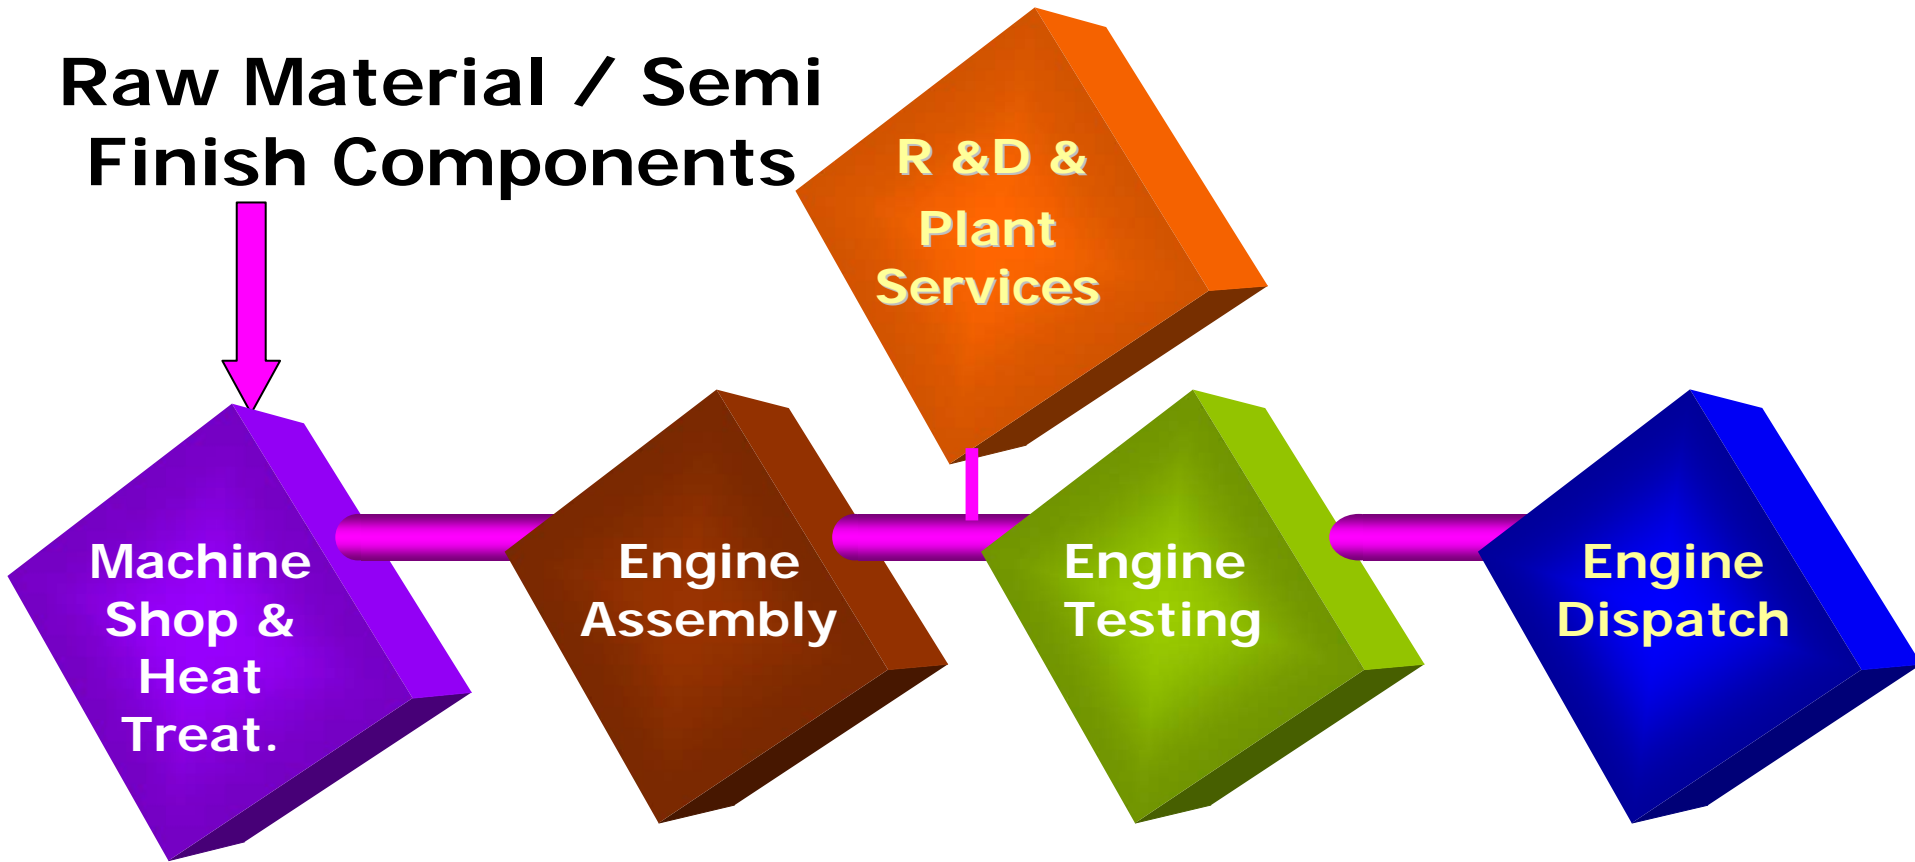 Raw Material / Semi
Finish Components
R &D &
Plant
Services
Machine
Shop &
Heat
Treat.
Engine
Assembly
Engine
Testing
Engine
Dispatch